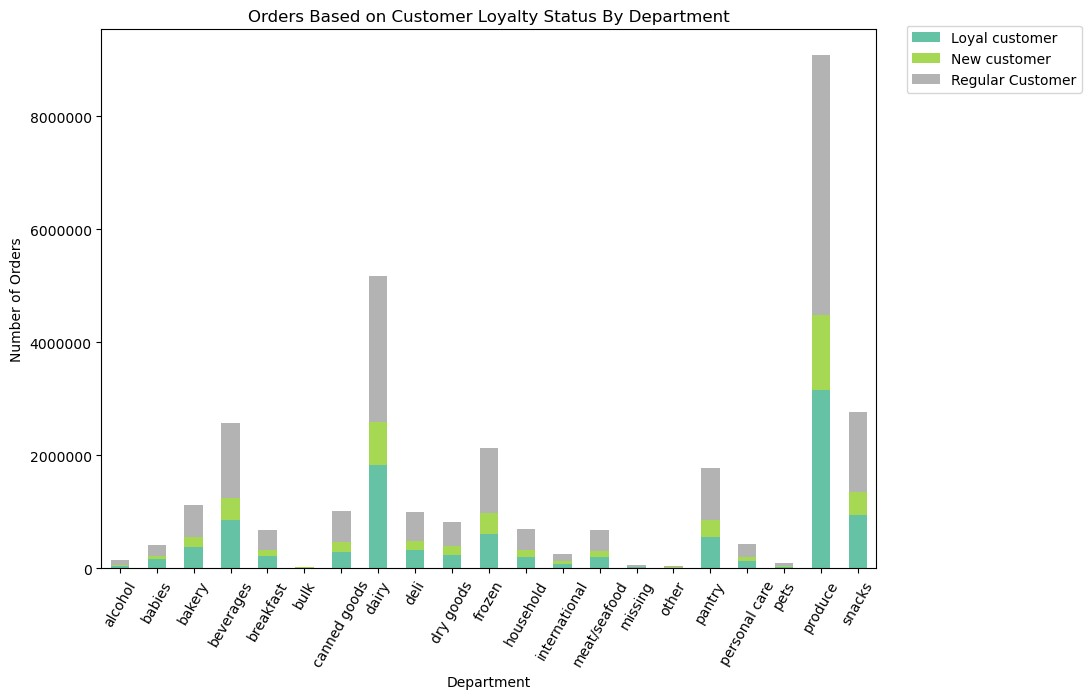 Orders Based on Customer Loyalty Status By Department
Loyal customer
New customer
Regular Customer
Number of Orders
8000000
6000000
4000000
2000000
0
alcohol
babies
bakery
beverages
breakfast
bulk
canned goods
dairy
deli
dry goods
frozen
household
international
meat/seafood
missing
other
pantry
personal care
pets
produce
snacks
Department